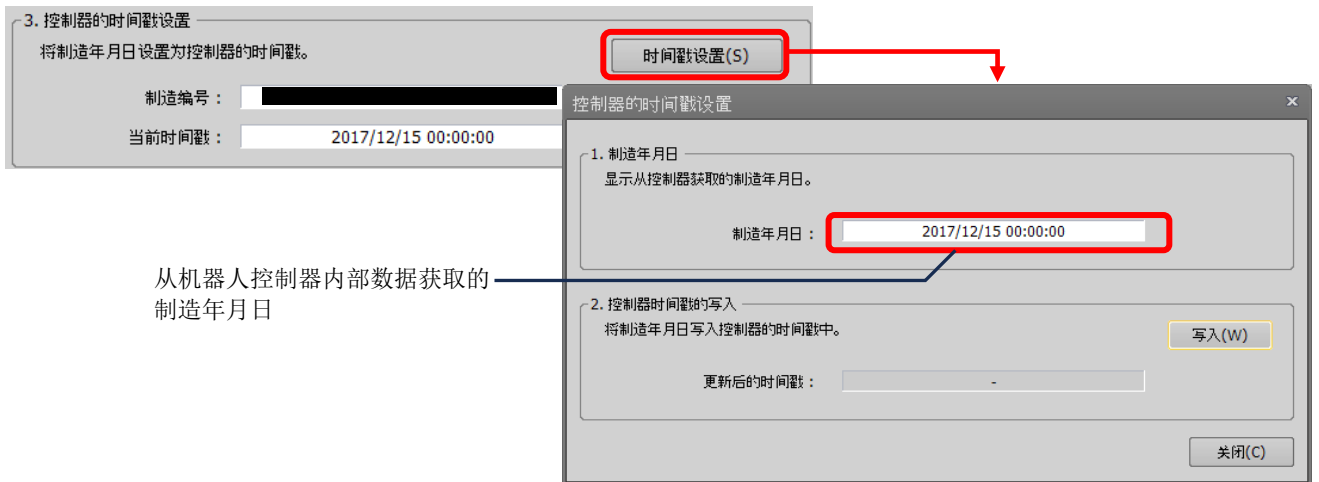 3. 控制器的时间戳设置
将制造年月日设置为控制器的时间戳。
时间戳设置(S)
制造编号：
当前时间戳： 2017/12/15 00:00:00
控制器的时间戳设置 ×
1. 制造年月日
显示从控制器获取的制造年月日。
制造年月日： 2017/12/15 00:00:00
从机器人控制器内部数据获取的
制造年月日
2. 控制器时间戳的写入
将制造年月日写入控制器的时间戳中。
写入(W)
更新后的时间戳： -
关闭(C)